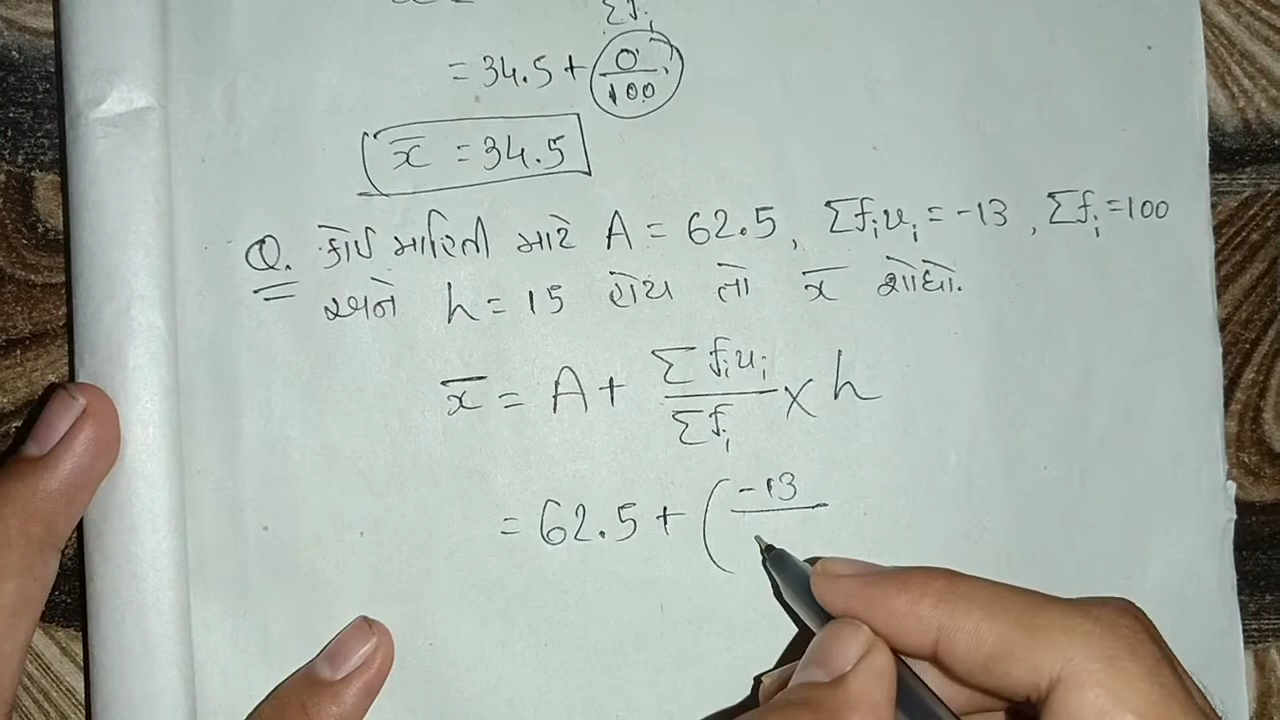 Σfᵢ
= 34.5 + 0/100
x̄ = 34.5
Q. કોઈ માહિતી માટે A = 62.5, Σfᵢuᵢ = -13, Σfᵢ = 100
અને h = 15 હોય તો x̄ શોધો.
x̄ = A + Σfᵢuᵢ/Σfᵢ × h
= 62.5 + (-13/